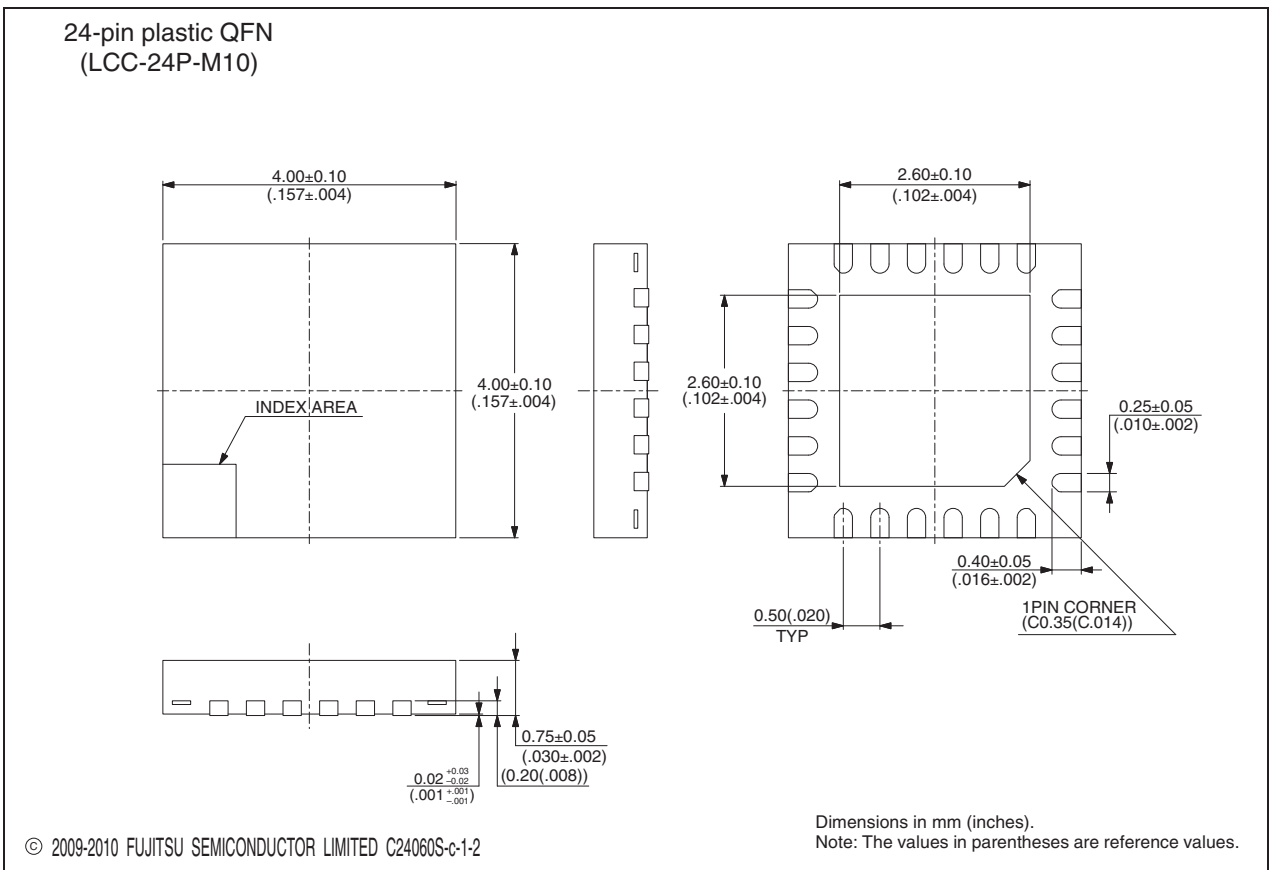 24-pin plastic QFN
(LCC-24P-M10)
4.00±0.10
(.157±.004)
2.60±0.10
(.102±.004)
4.00±0.10
(.157±.004)
2.60±0.10
(.102±.004)
INDEX AREA
0.25±0.05
(.010±.002)
0.40±0.05
(.016±.002)
0.50(.020)
TYP
1PIN CORNER
(C0.35(C.014))
0.75±0.05
(.030±.002)
0.02 +0.03 −0.02
(.001 +.001 −.001)
(0.20(.008))
Dimensions in mm (inches).
Note: The values in parentheses are reference values.
© 2009-2010 FUJITSU SEMICONDUCTOR LIMITED C24060S-c-1-2